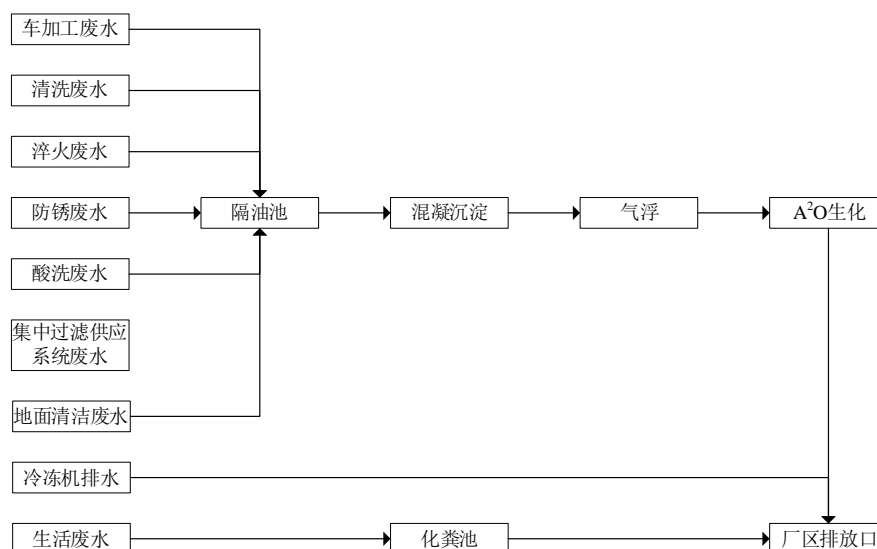 车加工废水
清洗废水
淬火废水
防锈废水
隔油池
混凝沉淀
气浮
A²O生化
酸洗废水
集中过滤供应
系统废水
地面清洁废水
冷冻机排水
生活废水
化粪池
厂区排放口